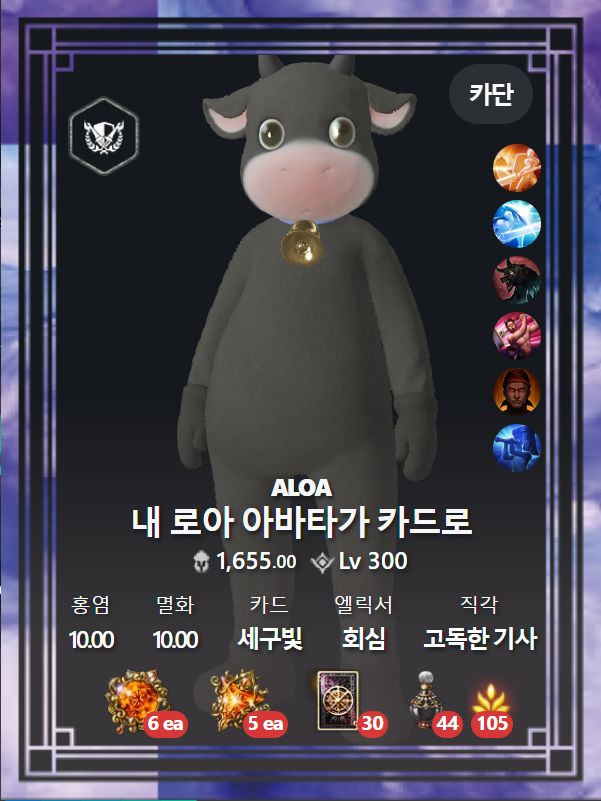 카단
ALOA
내 로아 아바타가 카드로
1,655.00 Lv 300
홍염 멸화 카드 엘릭서 직각
10.00 10.00 세구빛 회심 고독한 기사
6 ea 5 ea 30 44 105